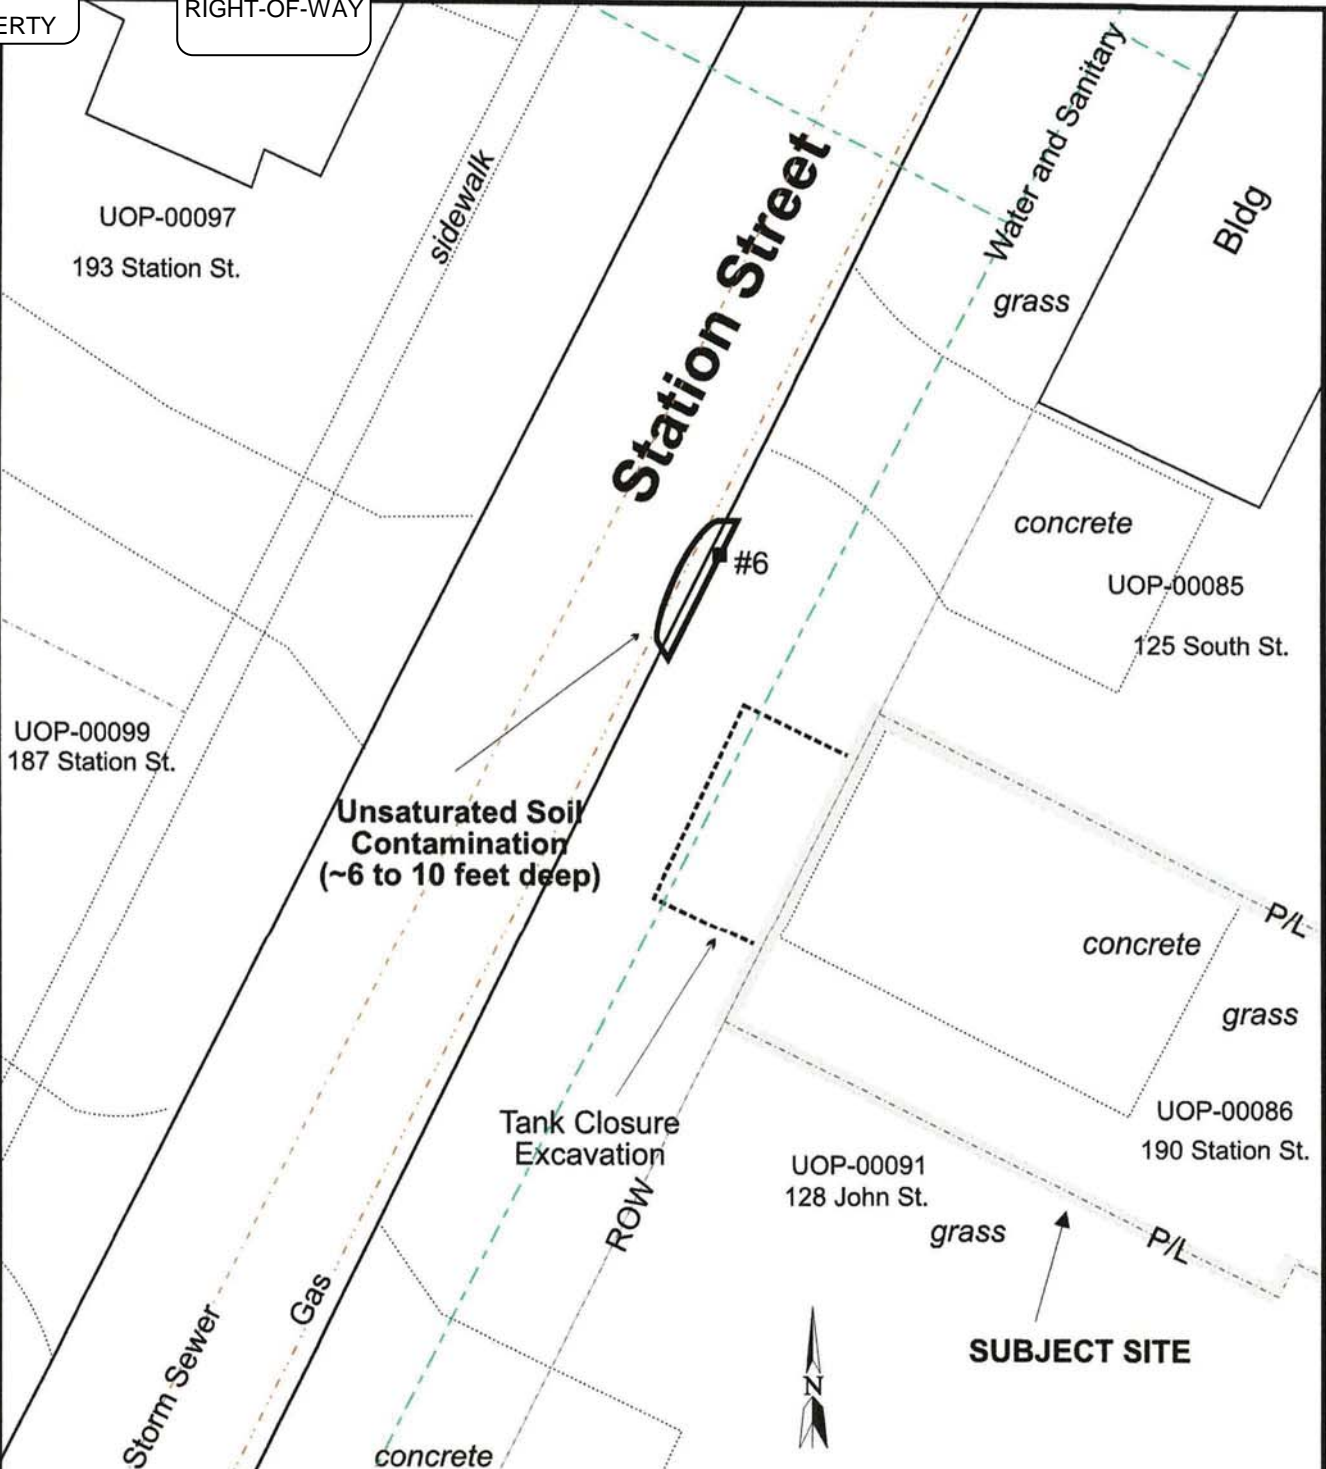 ERTY
RIGHT-OF-WAY
Water and Sanitary
Station Street
sidewalk
Bldg
UOP-00097
193 Station St.
grass
concrete
#6
UOP-00085
125 South St.
UOP-00099
187 Station St.
Unsaturated Soil
Contamination
(~6 to 10 feet deep)
P/L
concrete
grass
Tank Closure
Excavation
UOP-00086
190 Station St.
UOP-00091
128 John St.
ROW
grass
P/L
Gas
Storm Sewer
SUBJECT SITE
N
concrete